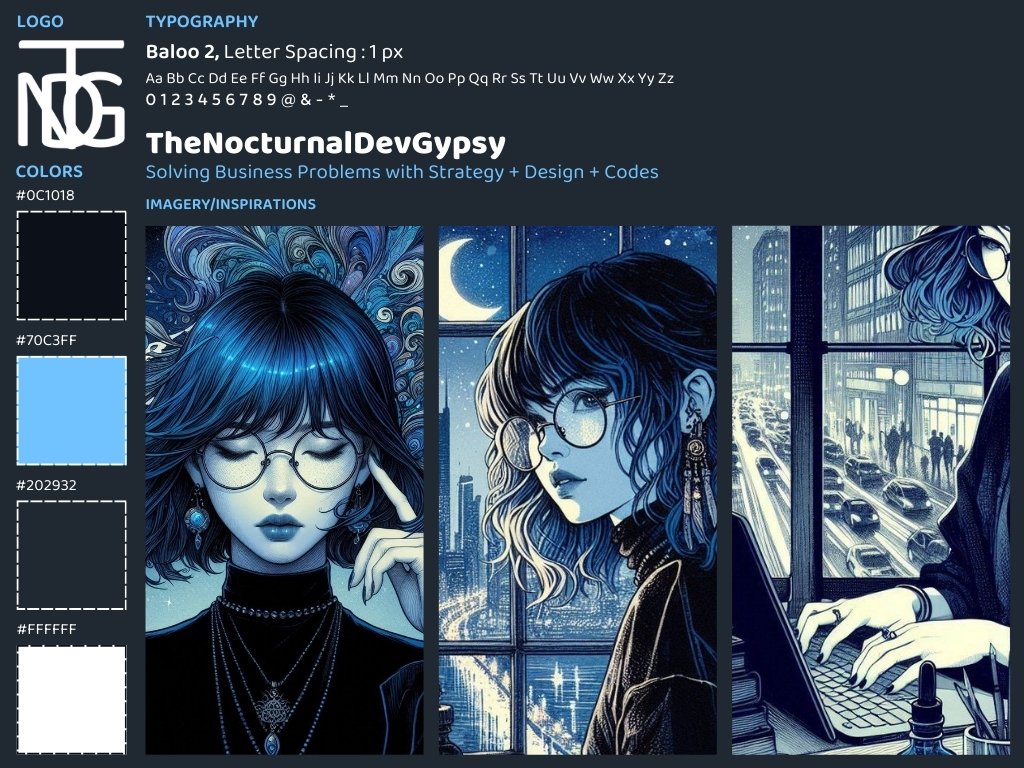 LOGO
TNDG
COLORS
#0C1018
#70C3FF
#202932
#FFFFFF
TYPOGRAPHY
Baloo 2, Letter Spacing : 1 px
Aa Bb Cc Dd Ee Ff Gg Hh Ii Jj Kk Ll Mm Nn Oo Pp Qq Rr Ss Tt Uu Vv Ww Xx Yy Zz
0 1 2 3 4 5 6 7 8 9 @ & - * _
TheNocturnalDevGypsy
Solving Business Problems with Strategy + Design + Codes
IMAGERY/INSPIRATIONS